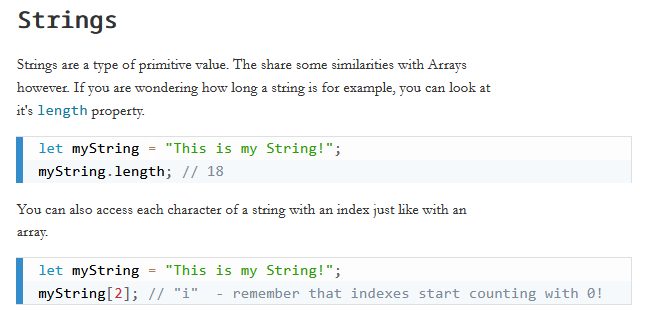 Strings
Strings are a type of primitive value. The share some similarities with Arrays
however. If you are wondering how long a string is for example, you can look at
it's length property.
let myString = "This is my String!";
myString.length; // 18
You can also access each character of a string with an index just like with an
array.
let myString = "This is my String!";
myString[2]; // "i"  - remember that indexes start counting with 0!